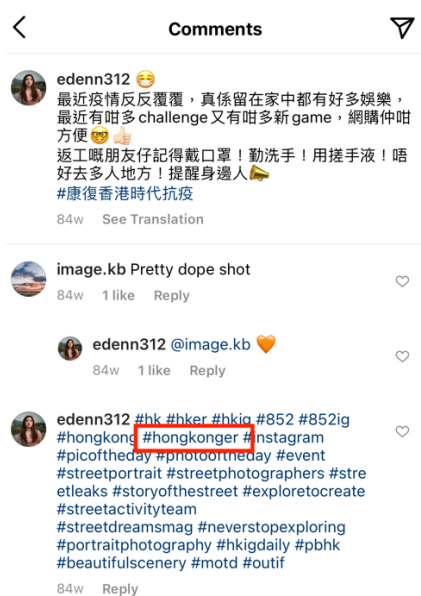 Comments
edenn312 😷
最近疫情反反覆覆，真係留在家中都有好多娛樂，
最近有咁多challenge又有咁多新game，網購仲咁
方便🤓👍🏻
返工嘅朋友仔記得戴口罩！勤洗手！用搓手液！唔
好去多人地方！提醒身邊人📣
#康復香港時代抗疫
84w See Translation
image.kb Pretty dope shot
84w 1 like Reply
edenn312 @image.kb 🧡
84w 1 like Reply
edenn312 #hk #hker #hkig #852 #852ig
#hongkong #hongkonger #instagram
#picoftheday #photooftheday #event
#streetportrait #streetphotographers #stre
etleaks #storyofthestreet #exploretocreate
#streetactivityteam
#streetdreamsmag #neverstopexploring
#portraitphotography #hkigdaily #pbhk
#beautifulscenery #motd #outif
84w Reply